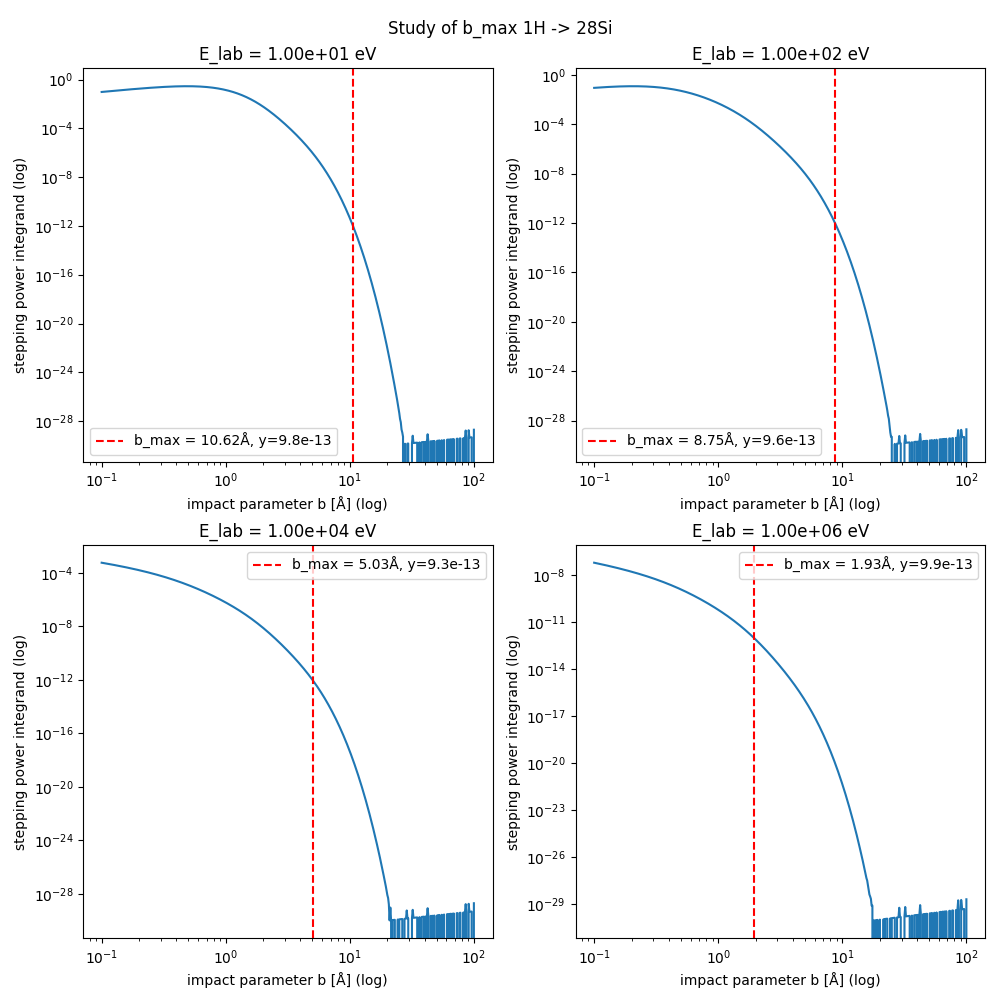 Study of b_max 1H -> 28Si
E_lab = 1.00e+01 eV
stepping power integrand (log)
10^0
10^−4
10^−8
10^−12
10^−16
10^−20
10^−24
10^−28
b_max = 10.62Å, y=9.8e-13
10^−1
10^0
10^1
10^2
impact parameter b [Å] (log)
E_lab = 1.00e+02 eV
stepping power integrand (log)
10^0
10^−4
10^−8
10^−12
10^−16
10^−20
10^−24
10^−28
b_max = 8.75Å, y=9.6e-13
10^−1
10^0
10^1
10^2
impact parameter b [Å] (log)
E_lab = 1.00e+04 eV
stepping power integrand (log)
10^−4
10^−8
10^−12
10^−16
10^−20
10^−24
10^−28
b_max = 5.03Å, y=9.3e-13
10^−1
10^0
10^1
10^2
impact parameter b [Å] (log)
E_lab = 1.00e+06 eV
stepping power integrand (log)
10^−8
10^−11
10^−14
10^−17
10^−20
10^−23
10^−26
10^−29
b_max = 1.93Å, y=9.9e-13
10^−1
10^0
10^1
10^2
impact parameter b [Å] (log)